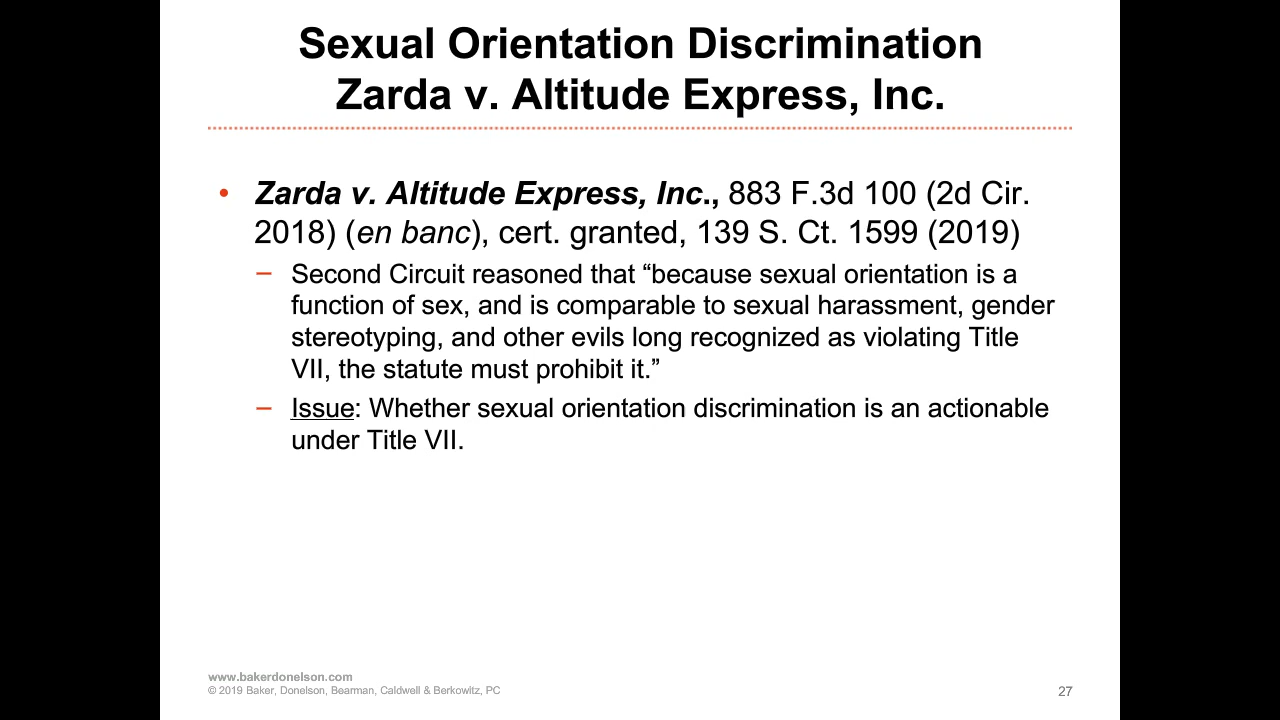 Sexual Orientation Discrimination
Zarda v. Altitude Express, Inc.
• Zarda v. Altitude Express, Inc., 883 F.3d 100 (2d Cir.
2018) (en banc), cert. granted, 139 S. Ct. 1599 (2019)
– Second Circuit reasoned that “because sexual orientation is a
function of sex, and is comparable to sexual harassment, gender
stereotyping, and other evils long recognized as violating Title
VII, the statute must prohibit it.”
– Issue: Whether sexual orientation discrimination is an actionable
under Title VII.
www.bakerdonelson.com
© 2019 Baker, Donelson, Bearman, Caldwell & Berkowitz, PC
27